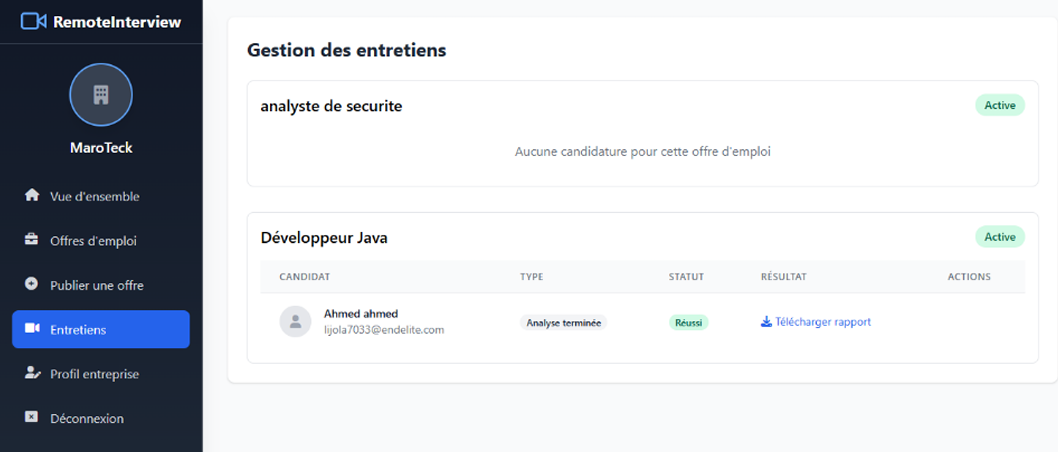 RemoteInterview
MaroTeck
Vue d'ensemble
Offres d'emploi
Publier une offre
Entretiens
Profil entreprise
Déconnexion
Gestion des entretiens
analyste de securite
Active
Aucune candidature pour cette offre d'emploi
Développeur Java
Active
CANDIDAT TYPE STATUT RÉSULTAT ACTIONS
Ahmed ahmed
lijola7033@endelite.com
Analyse terminée
Réussi
Télécharger rapport